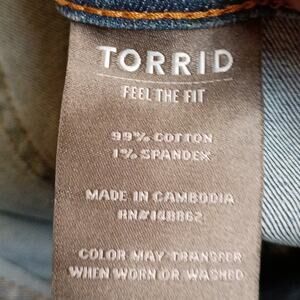 TORRID
FEEL THE FIT
99% COTTON
1% SPANDEX
MADE IN CAMBODIA
RN#148862
COLOR MAY TRANSFER
WHEN WORN OR WASHED